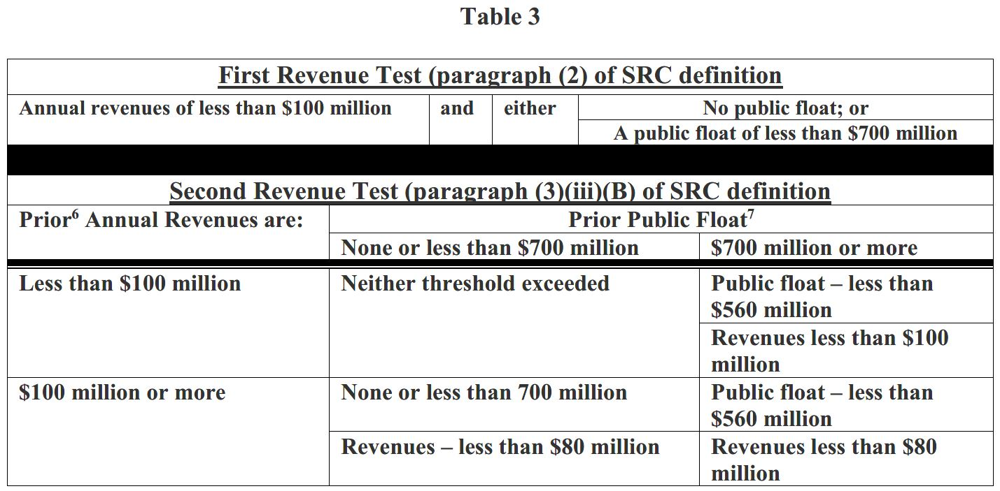 Table 3
First Revenue Test (paragraph (2) of SRC definition
Annual revenues of less than $100 million and either No public float; or
A public float of less than $700 million
Second Revenue Test (paragraph (3)(iii)(B) of SRC definition
Prior6 Annual Revenues are: Prior Public Float7
None or less than $700 million $700 million or more
Less than $100 million Neither threshold exceeded Public float – less than
$560 million
Revenues less than $100
million
$100 million or more None or less than 700 million Public float – less than
$560 million
Revenues – less than $80 million Revenues less than $80
million